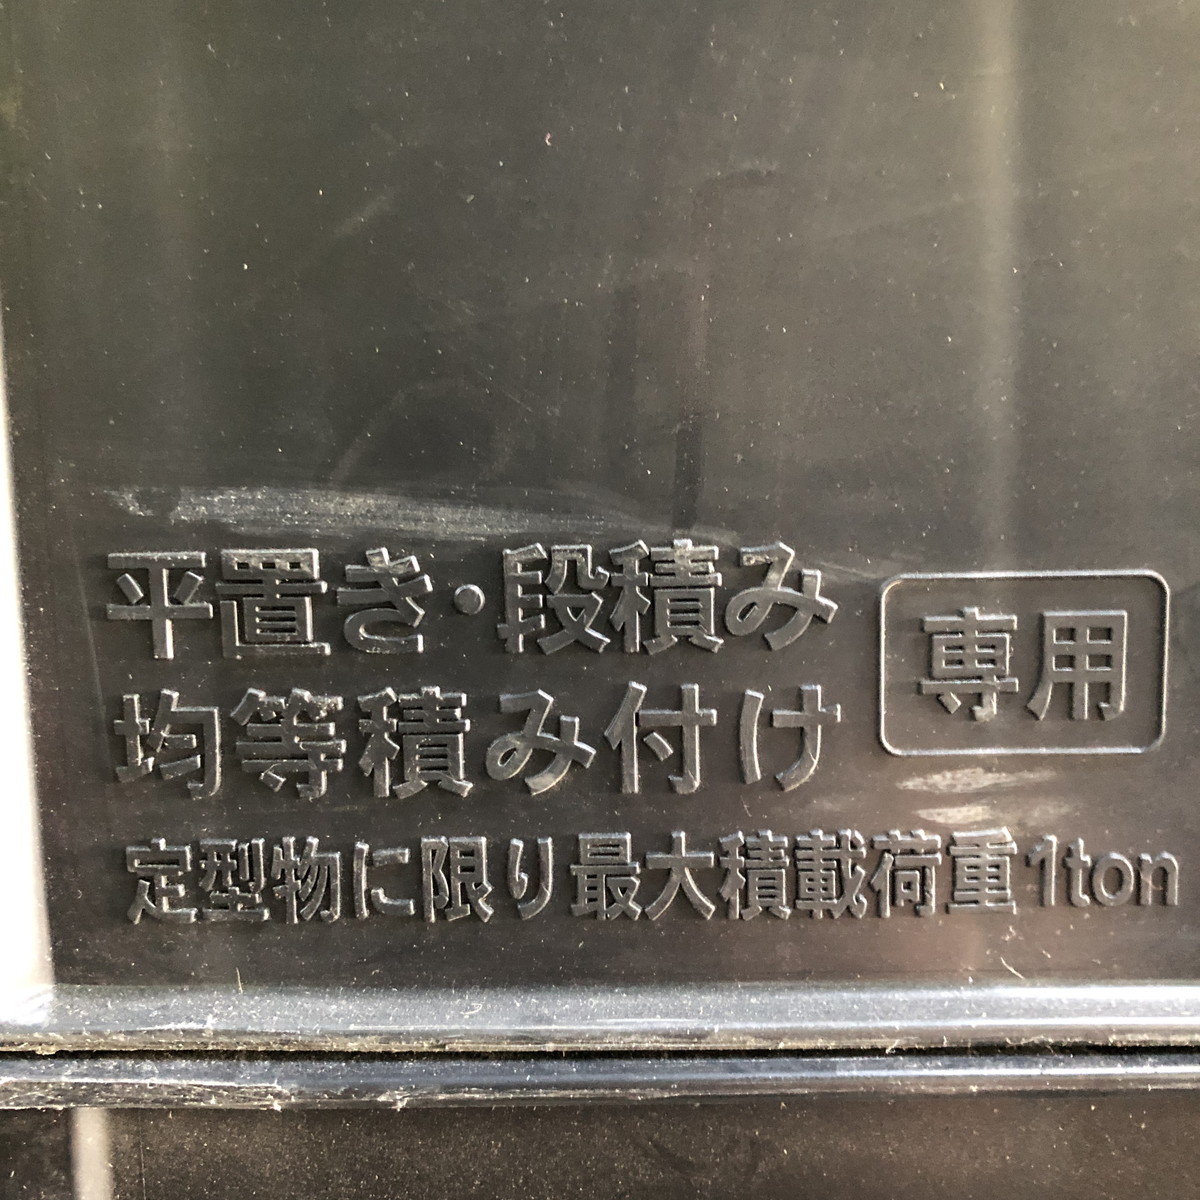 平置き・段積み
均等積み付け
専用
定型物に限り最大積載荷重1ton